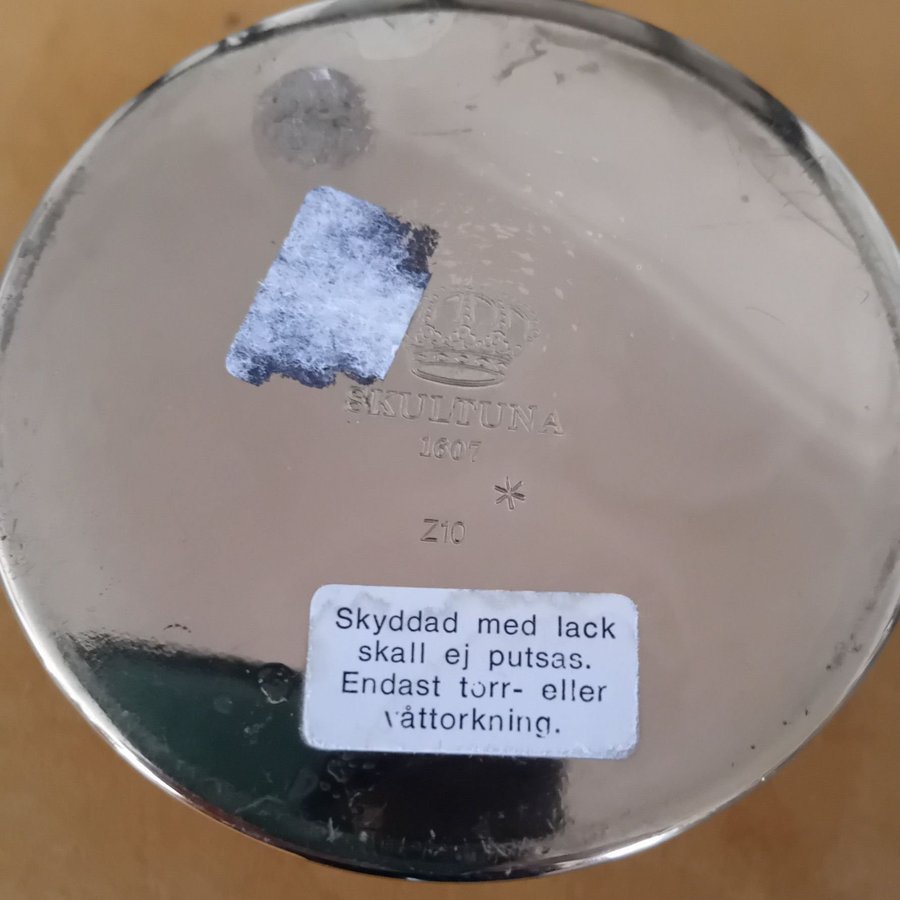 SKULTUNA
1607
Z10
Skyddad med lack
skall ej putsas.
Endast torr- eller
våttorkning.